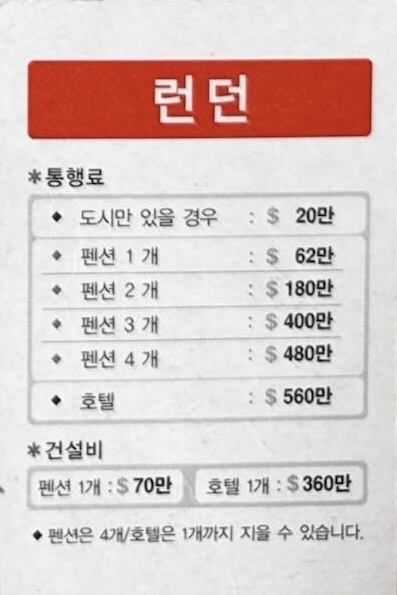 런던
*통행료
◆ 도시만 있을 경우 : $ 20만
◆ 펜션 1 개 : $ 62만
◆ 펜션 2 개 : $ 180만
◆ 펜션 3 개 : $ 400만
◆ 펜션 4 개 : $ 480만
◆ 호텔 : $ 560만
*건설비
펜션 1개 : $ 70만 호텔 1개 : $ 360만
◆ 펜션은 4개/호텔은 1개까지 지을 수 있습니다.